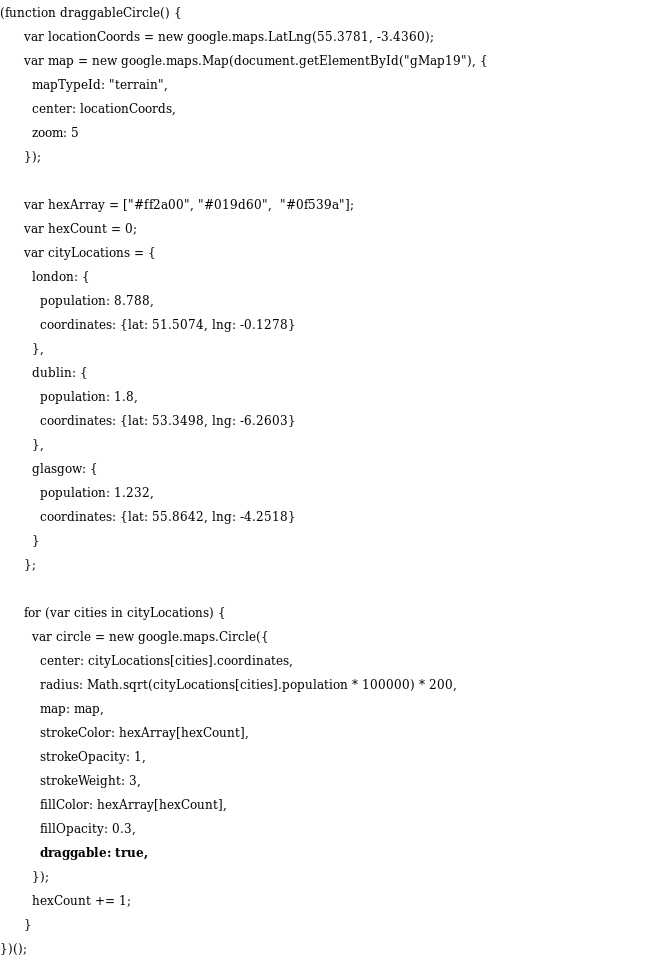 (function draggableCircle() {
var locationCoords = new google.maps.LatLng(55.3781, -3.4360);
var map = new google.maps.Map(document.getElementById("gMap19"), {
mapTypeId: "terrain",
center: locationCoords,
zoom: 5
});
var hexArray = ["#ff2a00", "#019d60",  "#0f539a"];
var hexCount = 0;
var cityLocations = {
london: {
population: 8.788,
coordinates: {lat: 51.5074, lng: -0.1278}
},
dublin: {
population: 1.8,
coordinates: {lat: 53.3498, lng: -6.2603}
},
glasgow: {
population: 1.232,
coordinates: {lat: 55.8642, lng: -4.2518}
}
};
for (var cities in cityLocations) {
var circle = new google.maps.Circle({
center: cityLocations[cities].coordinates,
radius: Math.sqrt(cityLocations[cities].population * 100000) * 200,
map: map,
strokeColor: hexArray[hexCount],
strokeOpacity: 1,
strokeWeight: 3,
fillColor: hexArray[hexCount],
fillOpacity: 0.3,
draggable: true,
});
hexCount += 1;
}
})();